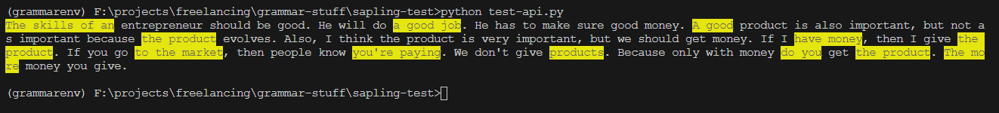 (grammarenv) F:\projects\freelancing\grammar-stuff\sapling-test>python test-api.py
The skills of an entrepreneur should be good. He will do a good job. He has to make sure good money. A good product is also important, but not a
s important because the product evolves. Also, I think the product is very important, but we should get money. If I have money, then I give the
product. If you go to the market, then people know you're paying. We don't give products. Because only with money do you get the product. The mo
re money you give.
(grammarenv) F:\projects\freelancing\grammar-stuff\sapling-test>